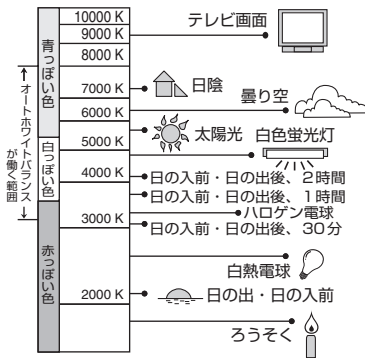 10000 K
テレビ画面
9000 K
8000 K
7000 K
日陰
曇り空
6000 K
太陽光
白色蛍光灯
5000 K
4000 K
日の入前・日の出後、2時間
日の入前・日の出後、1時間
ハロゲン電球
3000 K
日の入前・日の出後、30分
白熱電球
2000 K
日の出・日の入前
ろうそく
青っぽい色
白っぽい色
赤っぽい色
オートホワイトバランス
が働く範囲